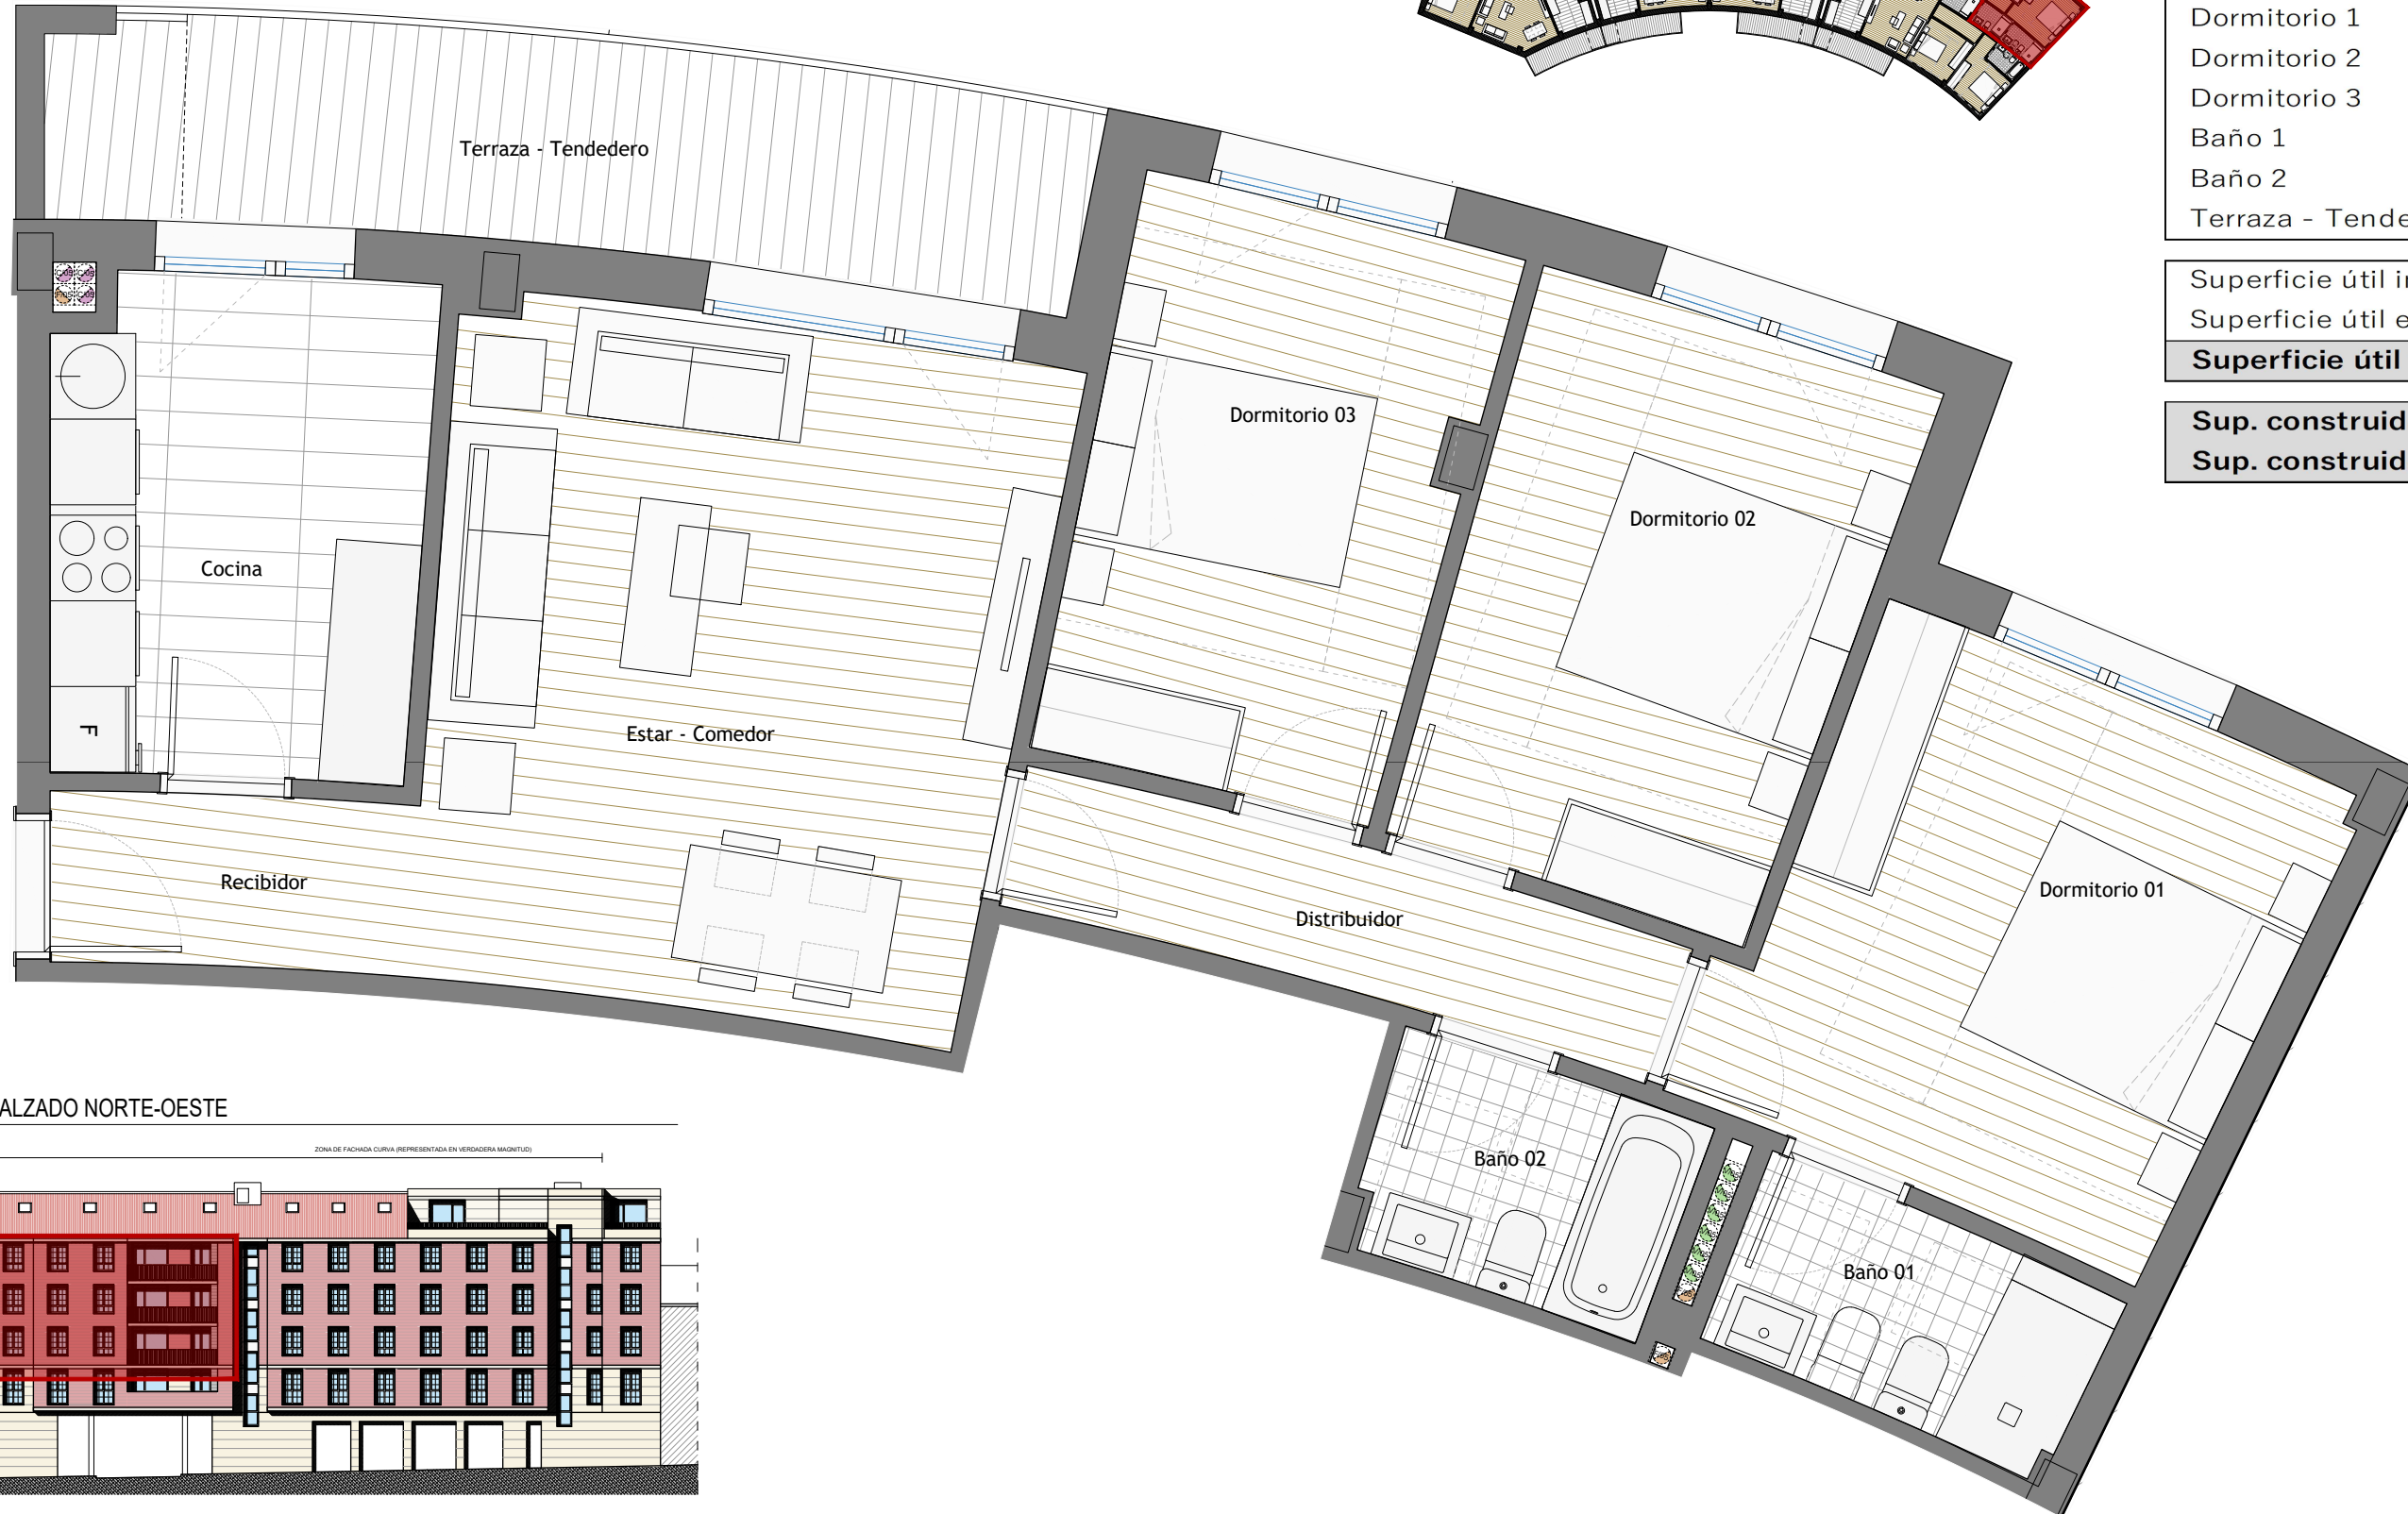 Dormitorio 1
Dormitorio 2
Dormitorio 3
Baño 1
Baño 2
Terraza - Tende
Superficie útil i
Superficie útil e
Superficie útil
Sup. construid
Sup. construid
Terraza - Tendedero
Dormitorio 03
Dormitorio 02
Cocina
F
Estar - Comedor
Dormitorio 01
Recibidor
Distribuidor
Baño 02
Baño 01
ALZADO NORTE-OESTE
ZONA DE FACHADA CURVA (REPRESENTADA EN VERDADERA MAGNITUD)